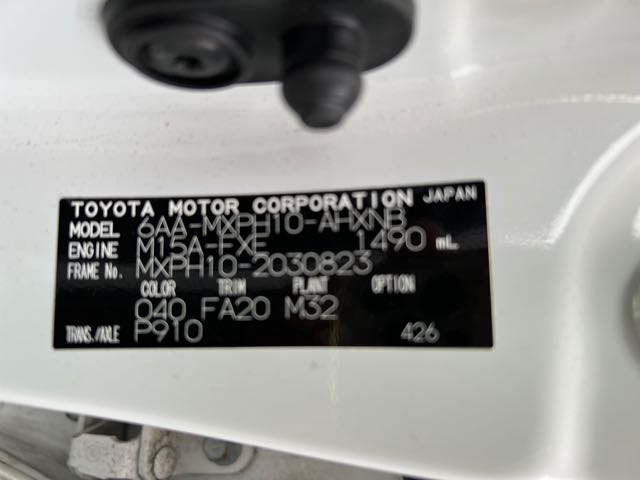 TOYOTA MOTOR CORPORATION JAPAN
MODEL 6AA-MXPH10-AHXNB
ENGINE M15A-FXE 1490 mL
FRAME No. MXPH10-2030823
COLOR TRIM PLANT OPTION
040 FA20 M32
TRANS./AXLE P910 426